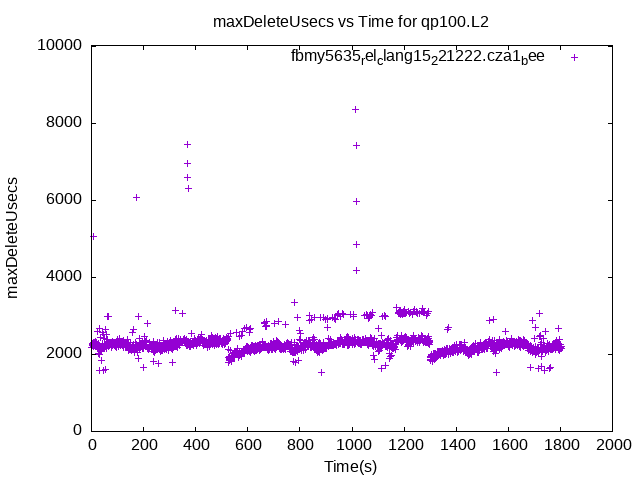 maxDeleteUsecs vs Time for qp100.L2
fbmy5635relclang15221222.cza1bee
10000
8000
6000
4000
2000
0
maxDeleteUsecs
0 200 400 600 800 1000 1200 1400 1600 1800 2000
Time(s)